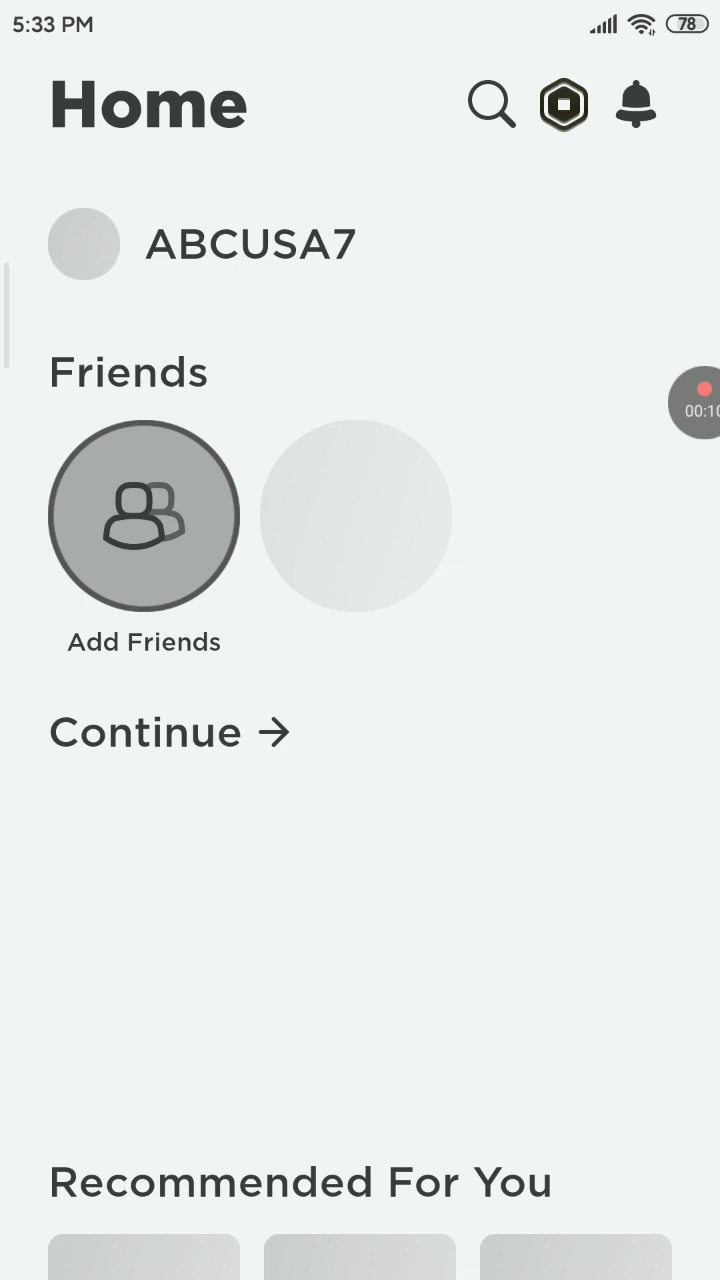 5:33 PM
78
Home
ABCUSA7
Friends
Add Friends
Continue →
Recommended For You